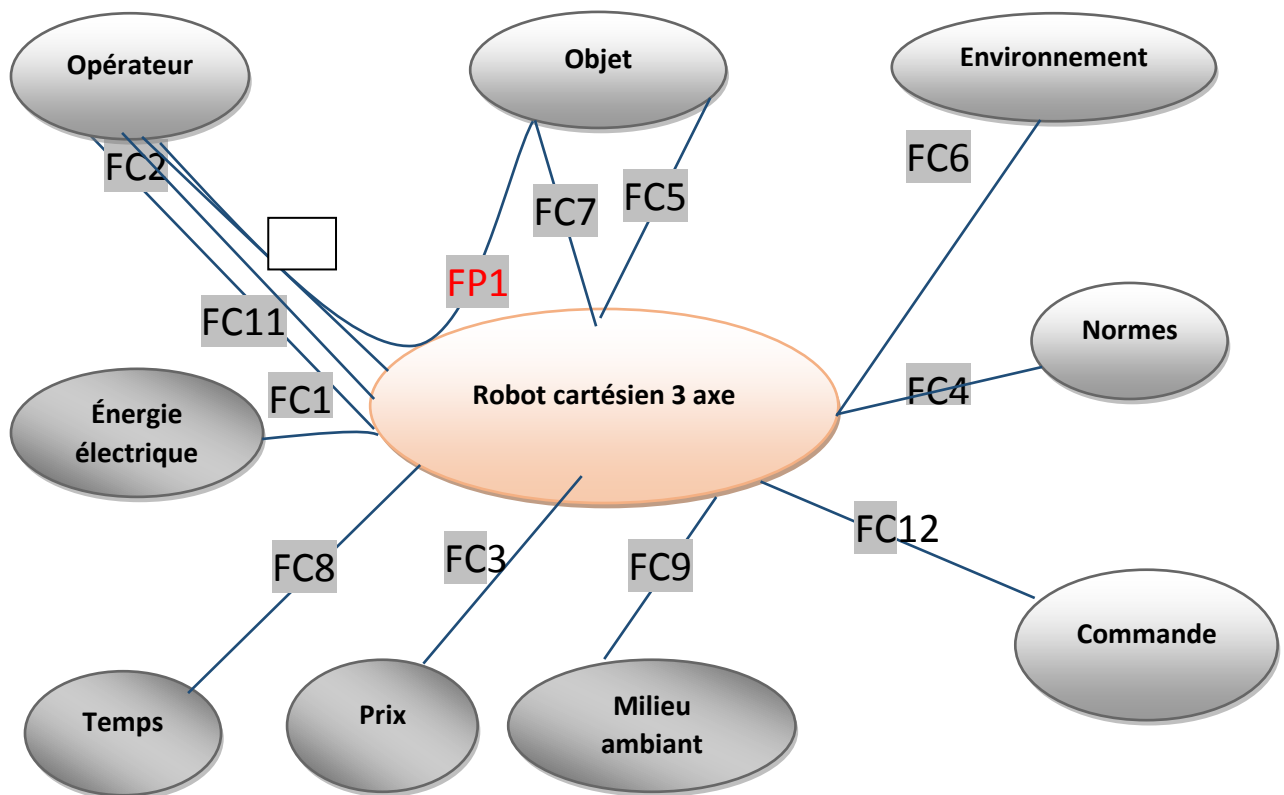 Opérateur
Objet
Environnement
FC2
FC6
FC7
FC5
FP1
FC11
Normes
FC1
Robot cartésien 3 axe
FC4
Énergie
électrique
FC12
FC8
FC3
FC9
Commande
Temps
Prix
Milieu
ambiant